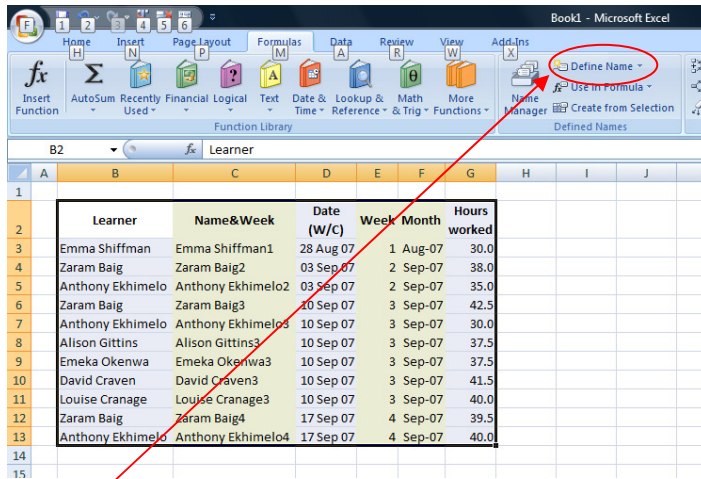 Book1 - Microsoft Excel
F 1 2 3 4 5 6
Home Insert Page Layout Formulas Data Review View Add-Ins
H N P M A R W X
Insert Function
AutoSum Recently Used Financial Logical Text Date & Time Lookup & Reference Math & Trig More Functions
Name Manager
Define Name
Use in Formula
Create from Selection
Function Library Defined Names
B2 fx Learner
A B C D E F G H I J
1
2 Learner Name&Week Date (W/C) Week Month Hours worked
3 Emma Shiffman Emma Shiffman1 28 Aug 07 1 Aug-07 30.0
4 Zaram Baig Zaram Baig2 03 Sep 07 2 Sep-07 38.0
5 Anthony Ekhimelo Anthony Ekhimelo2 03 Sep 07 2 Sep-07 35.0
6 Zaram Baig Zaram Baig3 10 Sep 07 3 Sep-07 42.5
7 Anthony Ekhimelo Anthony Ekhimelo3 10 Sep 07 3 Sep-07 30.0
8 Alison Gittins Alison Gittins3 10 Sep 07 3 Sep-07 37.5
9 Emeka Okenwa Emeka Okenwa3 10 Sep 07 3 Sep-07 37.5
10 David Craven David Craven3 10 Sep 07 3 Sep-07 41.5
11 Louise Cranage Louise Cranage3 10 Sep 07 3 Sep-07 40.0
12 Zaram Baig Zaram Baig4 17 Sep 07 4 Sep-07 39.5
13 Anthony Ekhimelo Anthony Ekhimelo4 17 Sep 07 4 Sep-07 40.0
14
15